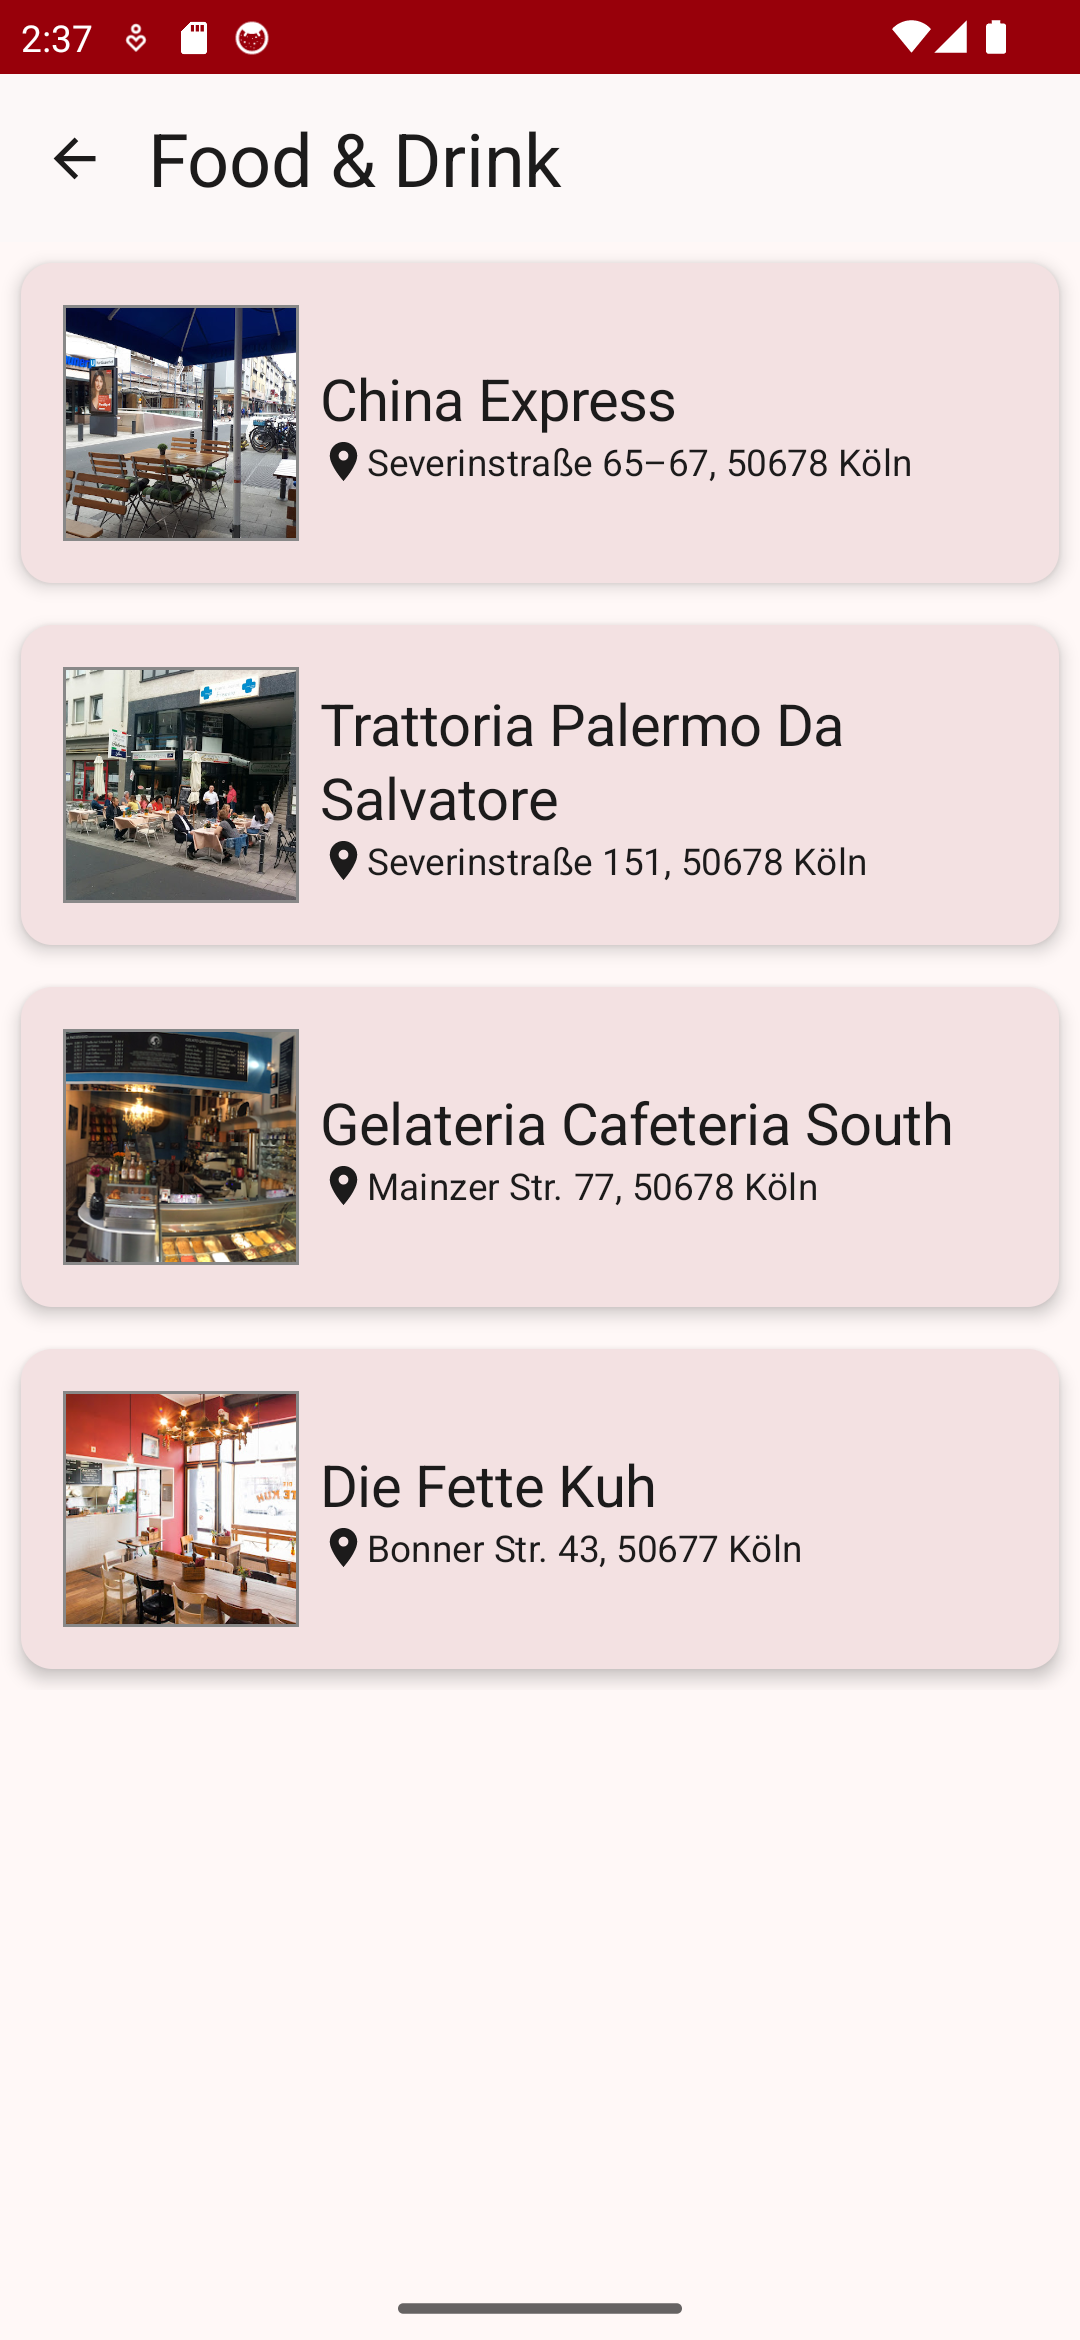 2:37
Food & Drink
China Express
Severinstraße 65–67, 50678 Köln
Trattoria Palermo Da
Salvatore
Severinstraße 151, 50678 Köln
Gelateria Cafeteria South
Mainzer Str. 77, 50678 Köln
Die Fette Kuh
Bonner Str. 43, 50677 Köln